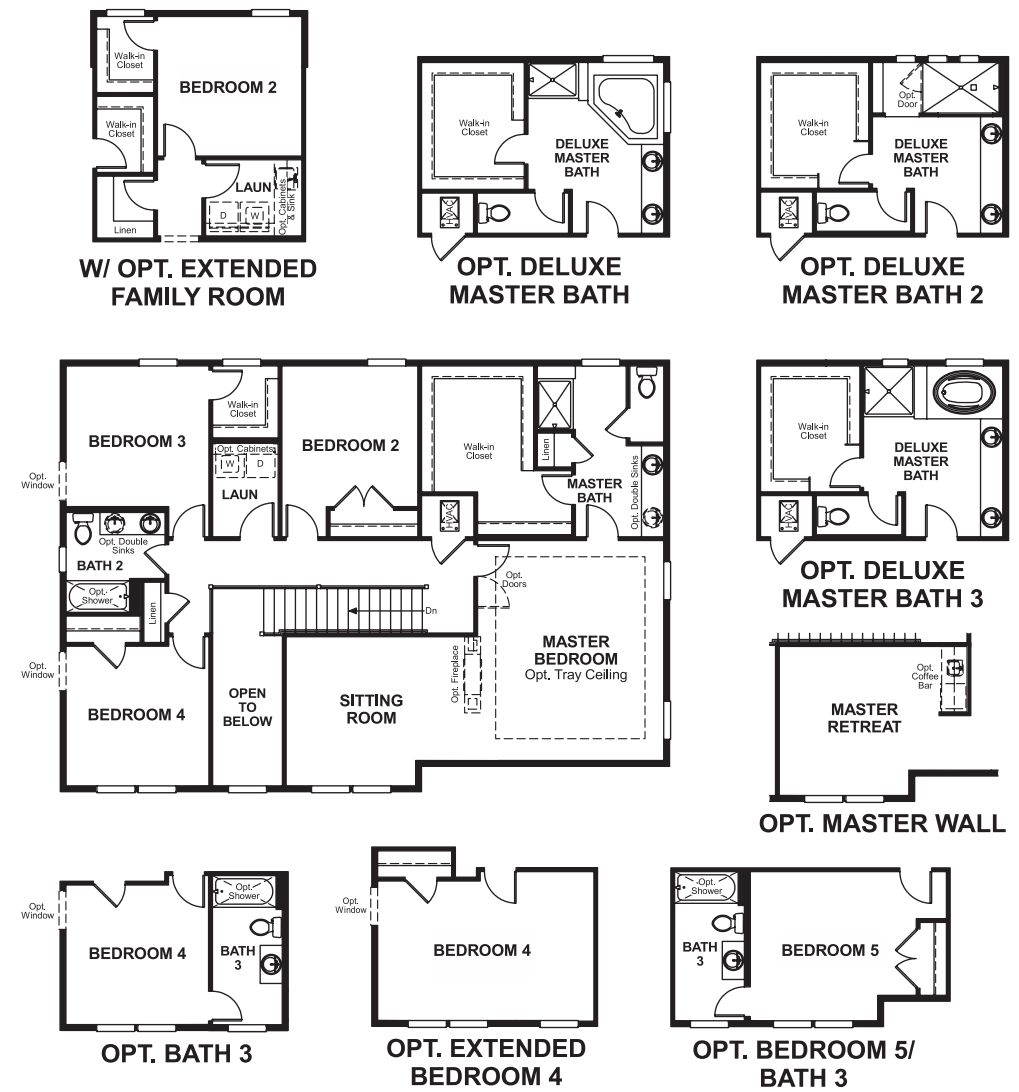 Walk-in
Closet
BEDROOM 2
Walk-in
Closet
LAUN
D
W
Opt. Cabinets
& Sink
Linen
W/ OPT. EXTENDED
FAMILY ROOM
Walk-in
Closet
DELUXE
MASTER
BATH
HVAC
OPT. DELUXE
MASTER BATH
Opt.
Door
Walk-in
Closet
DELUXE
MASTER
BATH
HVAC
OPT. DELUXE
MASTER BATH 2
BEDROOM 3
Walk-in
Closet
Opt. Cabinets
W
D
LAUN
BEDROOM 2
Walk-in
Closet
Linen
MASTER
BATH
Opt. Double Sinks
HVAC
Opt.
Window
Opt. Double
Sinks
BATH 2
Opt.
Shower
Linen
Dn
Opt.
Doors
Opt.
Window
BEDROOM 4
OPEN
TO
BELOW
SITTING
ROOM
Opt. Fireplace
MASTER
BEDROOM
Opt. Tray Ceiling
Walk-in
Closet
DELUXE
MASTER
BATH
HVAC
OPT. DELUXE
MASTER BATH 3
Opt.
Coffee
Bar
MASTER
RETREAT
OPT. MASTER WALL
Opt.
Window
BEDROOM 4
Opt.
Shower
BATH
3
OPT. BATH 3
Opt.
Window
BEDROOM 4
OPT. EXTENDED
BEDROOM 4
Opt.
Shower
BATH
3
BEDROOM 5
OPT. BEDROOM 5/
BATH 3